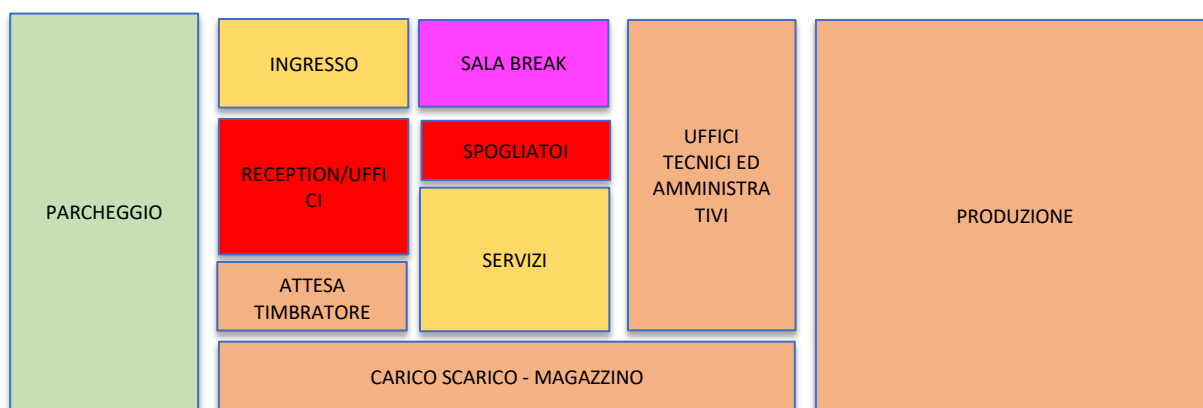 PARCHEGGIO
INGRESSO
RECEPTION/UFFI
CI
ATTESA
TIMBRATORE
SALA BREAK
SPOGLIATOI
SERVIZI
UFFICI
TECNICI ED
AMMINISTRA
TIVI
PRODUZIONE
CARICO SCARICO - MAGAZZINO